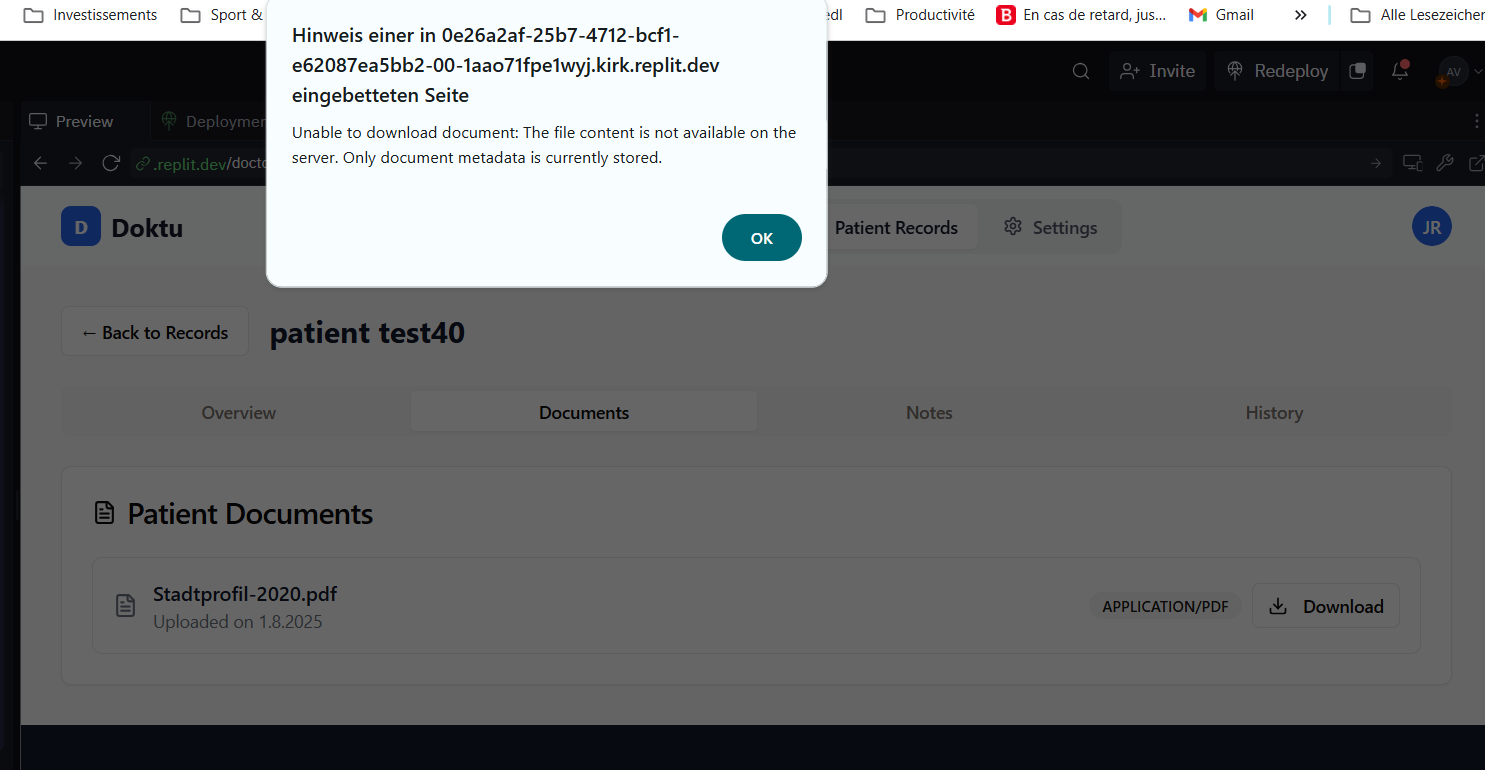 Investissements
Sport &
edl
Productivité
En cas de retard, jus...
Gmail
»
Alle Lesezeichen
Hinweis einer in 0e26a2af-25b7-4712-bcf1-
e62087ea5bb2-00-1aao71fpe1wyj.kirk.replit.dev
eingebetteten Seite
Unable to download document: The file content is not available on the
server. Only document metadata is currently stored.
OK
Invite
Redeploy
AV
Preview
Deploymen
.replit.dev/docto
D
Doktu
Patient Records
Settings
JR
← Back to Records
patient test40
Overview
Documents
Notes
History
Patient Documents
Stadtprofil-2020.pdf
Uploaded on 1.8.2025
APPLICATION/PDF
Download